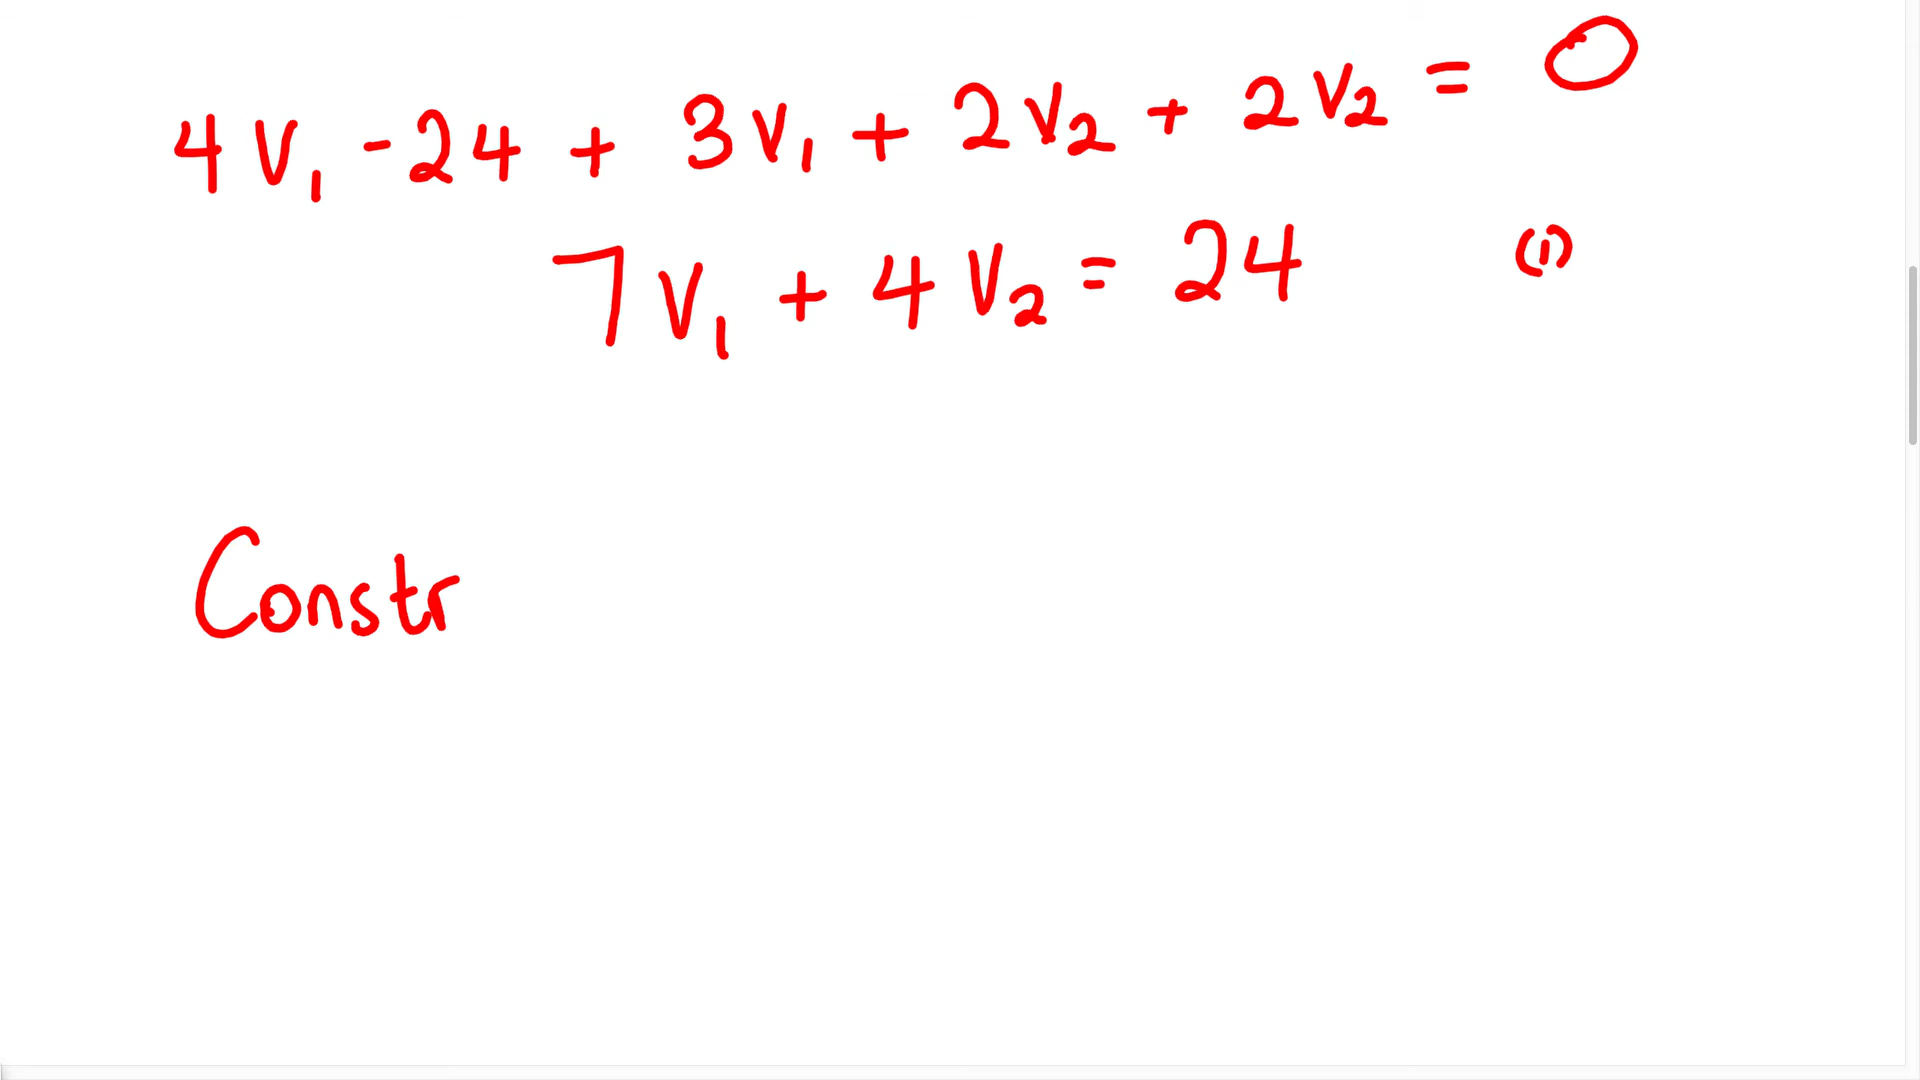 4V₁ - 24 + 3V₁ + 2V₂ + 2V₂ = 0
7V₁ + 4V₂ = 24 (1)
Constr